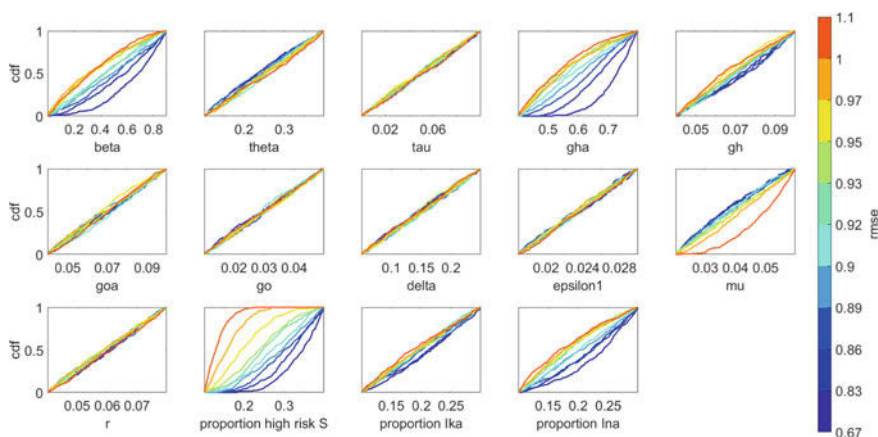 1
cdf
0.5
0
0.2 0.4 0.6 0.8
beta
0.2 0.3
theta
0.02 0.06
tau
0.5 0.6 0.7
gha
0.05 0.07 0.09
gh
1
cdf
0.5
0
0.05 0.07 0.09
goa
0.02 0.03 0.04
go
0.1 0.15 0.2
delta
0.02 0.024 0.028
epsilon1
0.03 0.04 0.05
mu
1
cdf
0.5
0
0.05 0.06 0.07
r
0.2 0.3
proportion high risk S
0.15 0.2 0.25
proportion Ika
0.15 0.2 0.25
proportion Ina
1.1
1
0.97
0.95
0.93
0.92
0.9
0.89
0.86
0.83
0.67
rmse